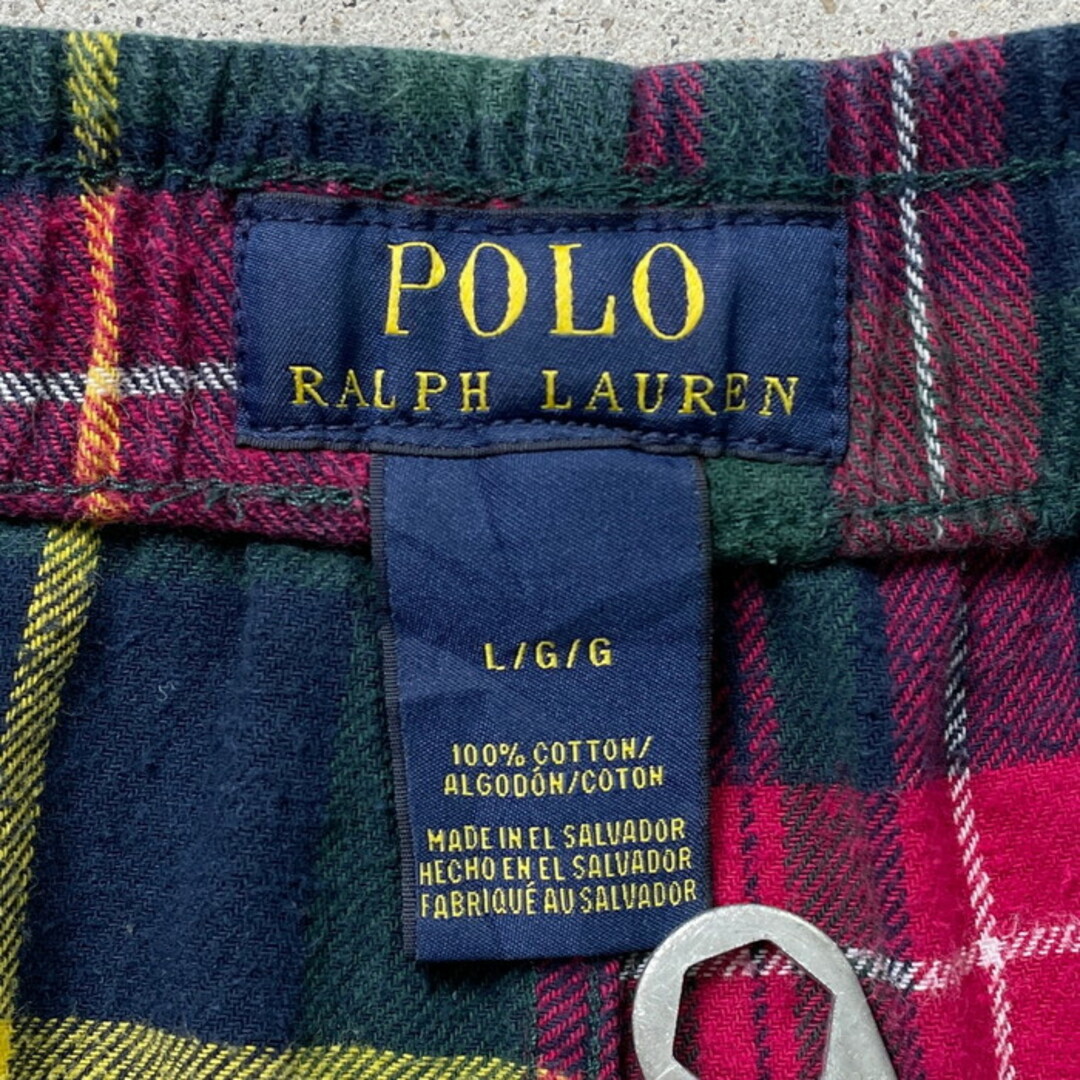 POLO
RALPH LAUREN
L/G/G
100% COTTON/
ALGODÓN/COTON
MADE IN EL SALVADOR
HECHO EN EL SALVADOR
FABRIQUÉ AU SALVADOR